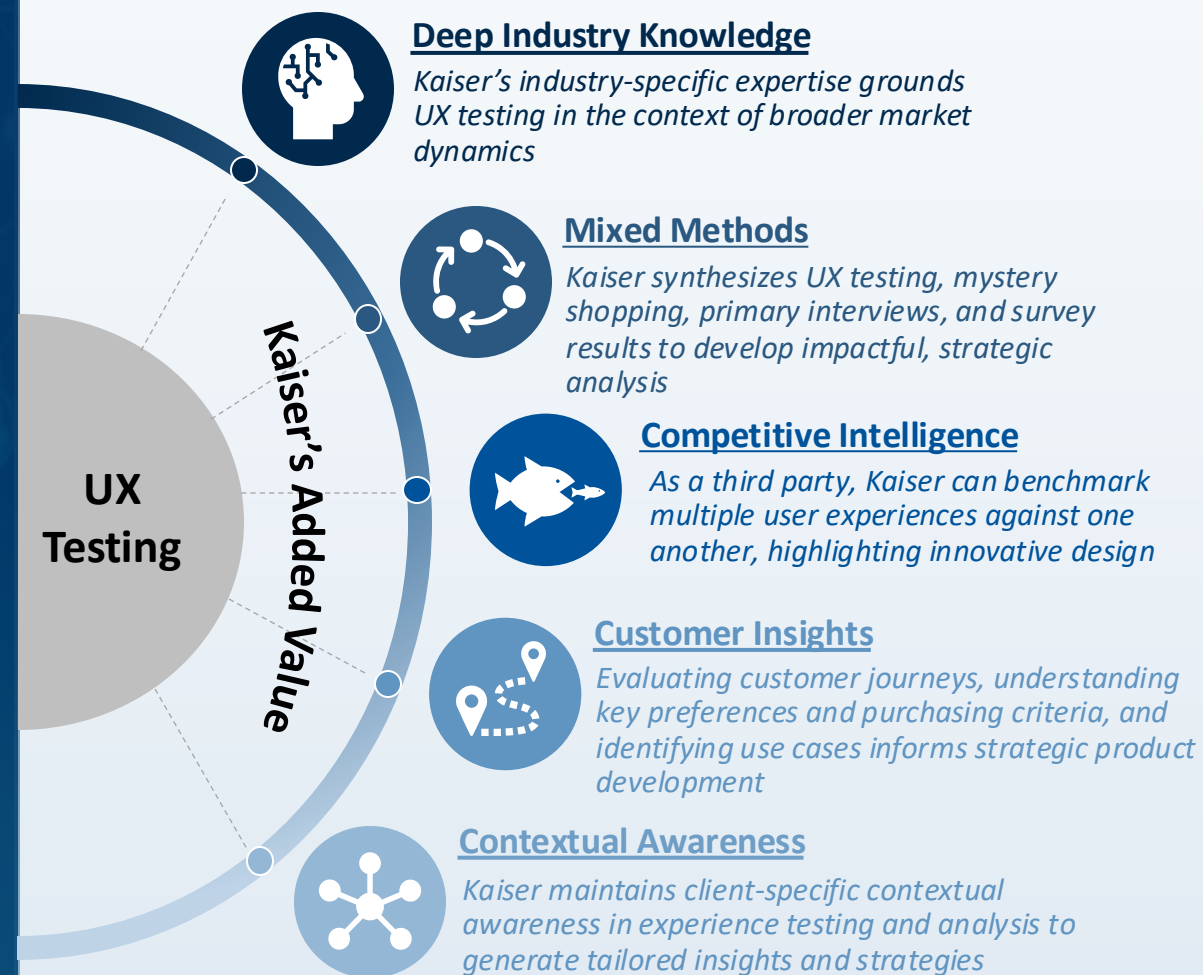 Deep Industry Knowledge
Kaiser's industry-specific expertise grounds
UX testing in the context of broader market
dynamics
Mixed Methods
Kaiser synthesizes UX testing, mystery
shopping, primary interviews, and survey
results to develop impactful, strategic
analysis
Competitive Intelligence
As a third party, Kaiser can benchmark
multiple user experiences against one
another, highlighting innovative design
Customer Insights
Evaluating customer journeys, understanding
key preferences and purchasing criteria, and
identifying use cases informs strategic product
development
Contextual Awareness
Kaiser maintains client-specific contextual
awareness in experience testing and analysis to
generate tailored insights and strategies
UX
Testing
Kaiser's Added Value